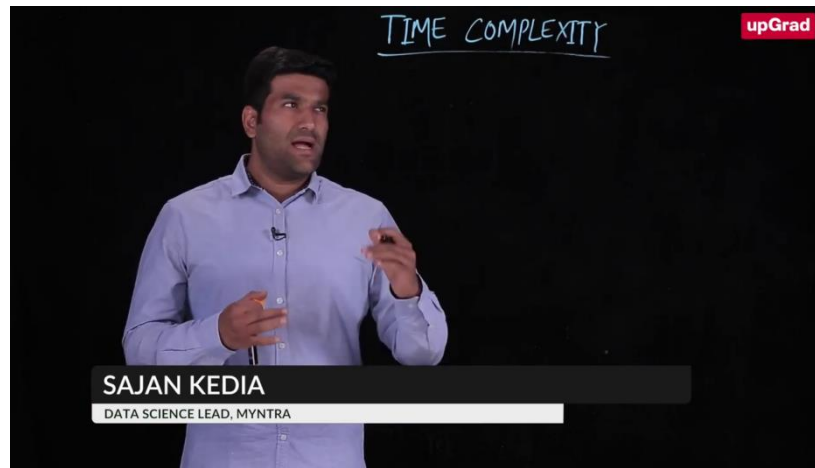 TIME COMPLEXITY
upGrad
SAJAN KEDIA
DATA SCIENCE LEAD, MYNTRA